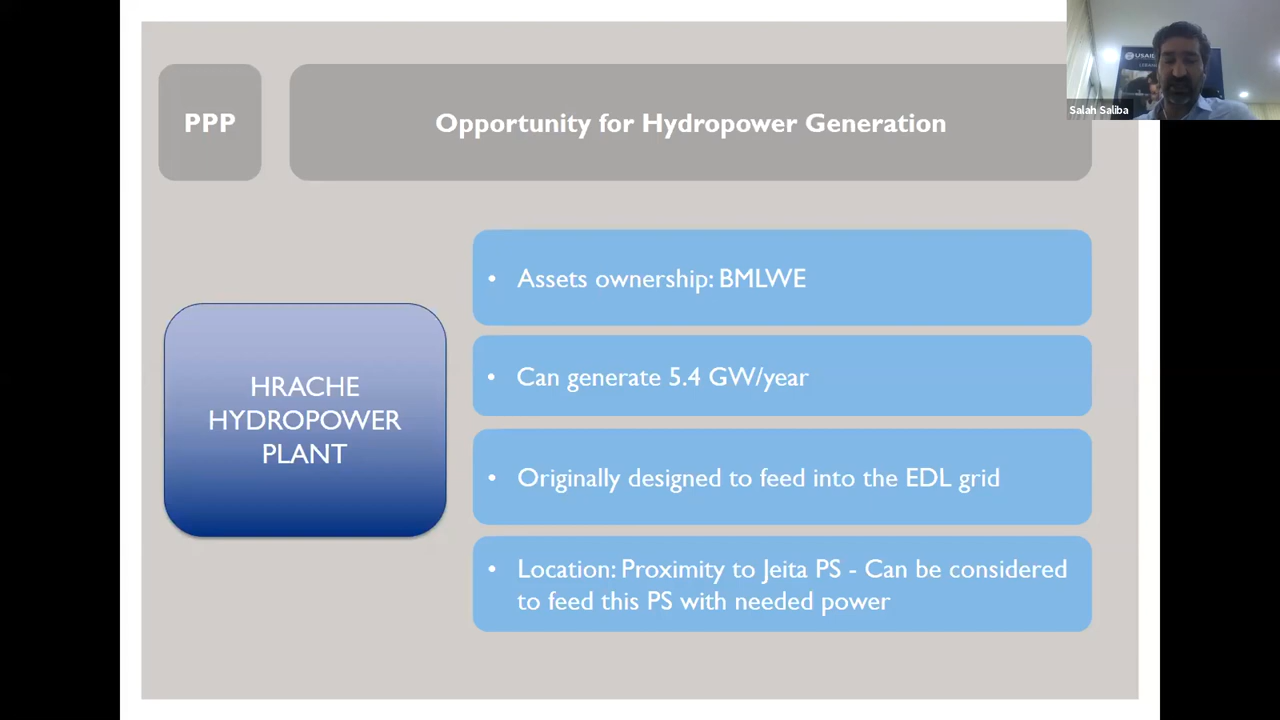 PPP
Opportunity for Hydropower Generation
USAID
Salah Saliba
HRACHE
HYDROPOWER
PLANT
• Assets ownership: BMLWE
• Can generate 5.4 GW/year
• Originally designed to feed into the EDL grid
• Location: Proximity to Jeita PS - Can be considered
to feed this PS with needed power